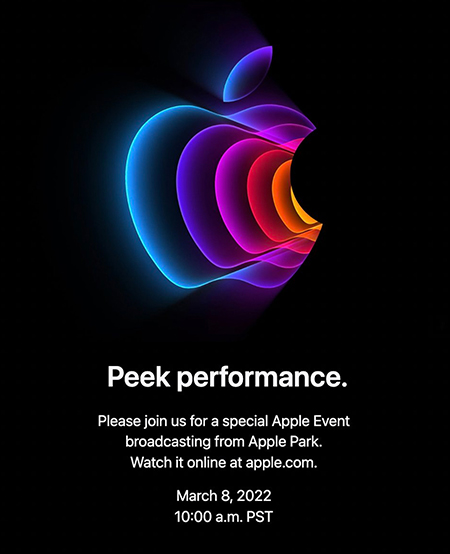 Peek performance.
Please join us for a special Apple Event
broadcasting from Apple Park.
Watch it online at apple.com.
March 8, 2022
10:00 a.m. PST